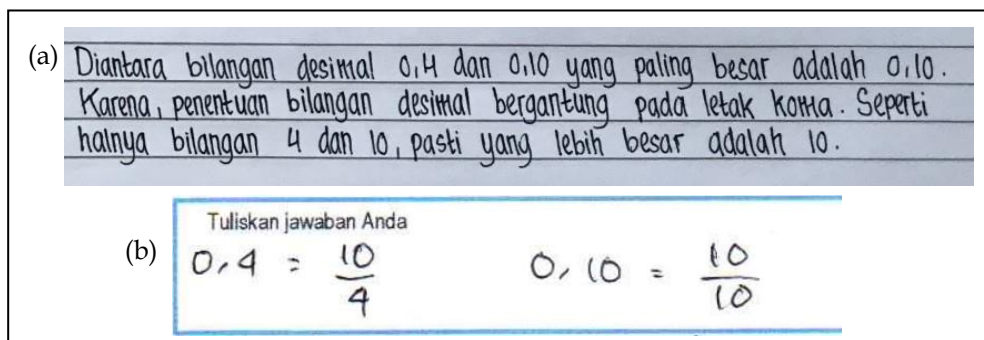 (a) Diantara bilangan desimal 0,4 dan 0,10 yang paling besar adalah 0,10.
Karena, penentuan bilangan desimal bergantung pada letak koma. Seperti
halnya bilangan 4 dan 10, pasti yang lebih besar adalah 10.
Tuliskan jawaban Anda
(b) 0,4 = 10/4 0,10 = 10/10